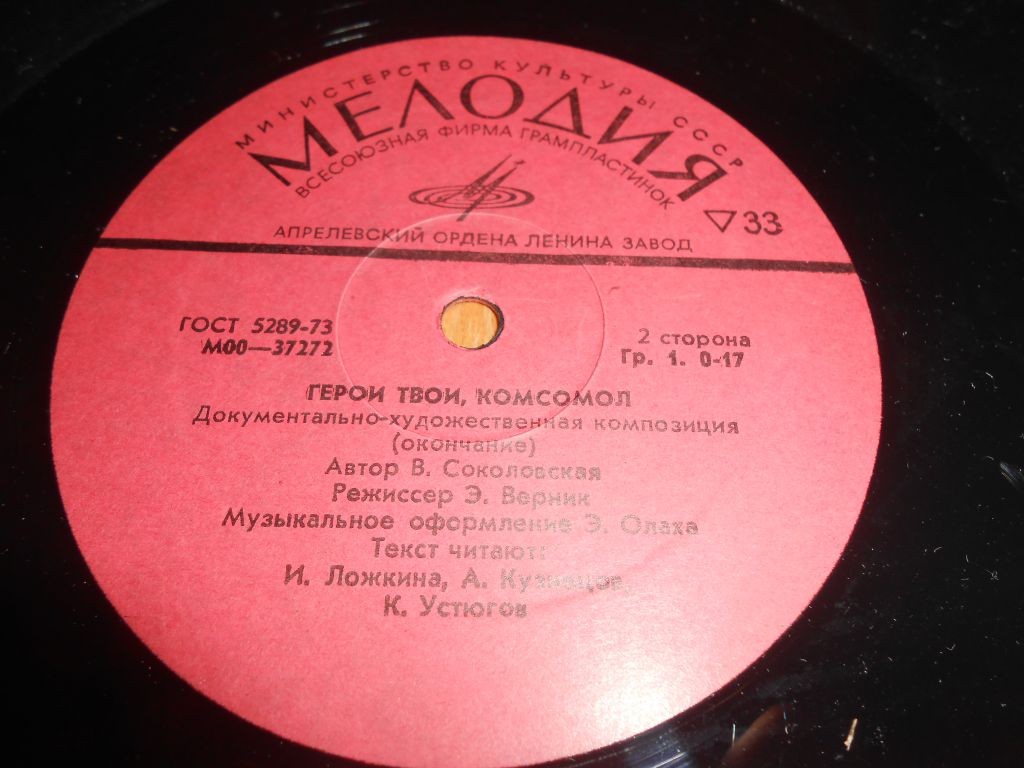 МИНИСТЕРСТВО КУЛЬТУРЫ СССР
МЕЛОДИЯ
ВСЕСОЮЗНАЯ ФИРМА ГРАМПЛАСТИНОК
▽33
АПРЕЛЕВСКИЙ ОРДЕНА ЛЕНИНА ЗАВОД
ГОСТ 5289-73
М00—37272
2 сторона
Гр. 1. 0-17
ГЕРОИ ТВОИ, КОМСОМОЛ
Документально-художественная композиция
(окончание)
Автор В. Соколовская
Режиссер Э. Верник
Музыкальное оформление Э. Олаха
Текст читают:
И. Ложкина, А. Кузнецов,
К. Устюгов